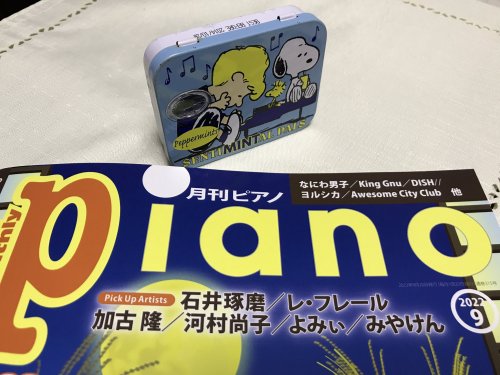 Peppermints
SENTIMINTAL PALS
なにわ男子／King Gnu／DISH//
ヨルシカ／Awesome City Club 他
月刊ピアノ
piano
Pick Up Artists 石井琢磨／レ・フレール
加古 隆／河村尚子／よみぃ／みやけん
2022
9